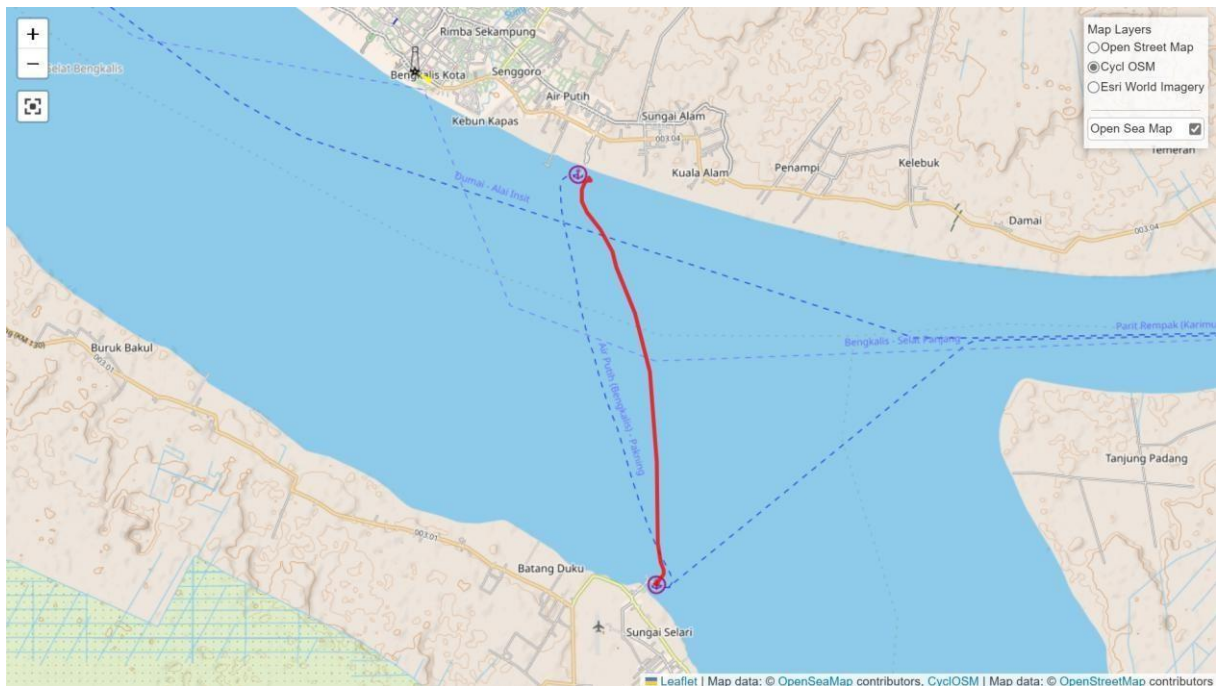 +
−
Rimba Sekampung
Selat Bengkalis
Bengkalis Kota
Senggoro
Air Putih
Kebun Kapas
Sungai Alam
003.04
Kuala Alam
Penampi
Kelebuk
Temeran
Damai
003.04
Map Layers
Open Street Map
Cycl OSM
Esri World Imagery
Open Sea Map
Dumai - Alai Insit
Parit Rempak (Karimu
Bengkalis - Selat Panjang
Buruk Bakul
003.01
Air Putih (Bengkalis) - Pakning
Tanjung Padang
003.01
Batang Duku
Sungai Selari
Leaflet | Map data: © OpenSeaMap contributors, CyclOSM | Map data: © OpenStreetMap contributors